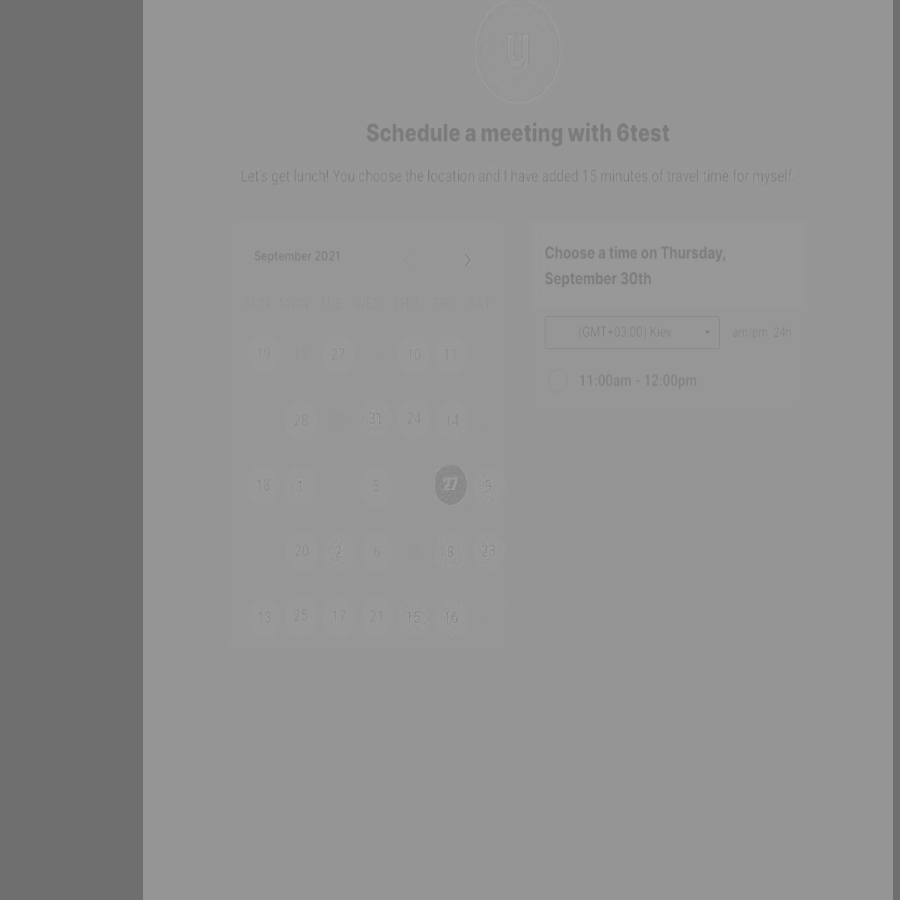 U
Schedule a meeting with 6test
Let's get lunch! You choose the location and I have added 15 minutes of travel time for myself.
September 2021
SUN MON TUE WED THU FRI SAT
19 27 10 11
28 31 24 14
18 1 5 27 9
20 2 6 8 23
13 25 17 21 15 16
Choose a time on Thursday,
September 30th
(GMT+03:00) Kiev am/pm 24h
11:00am - 12:00pm